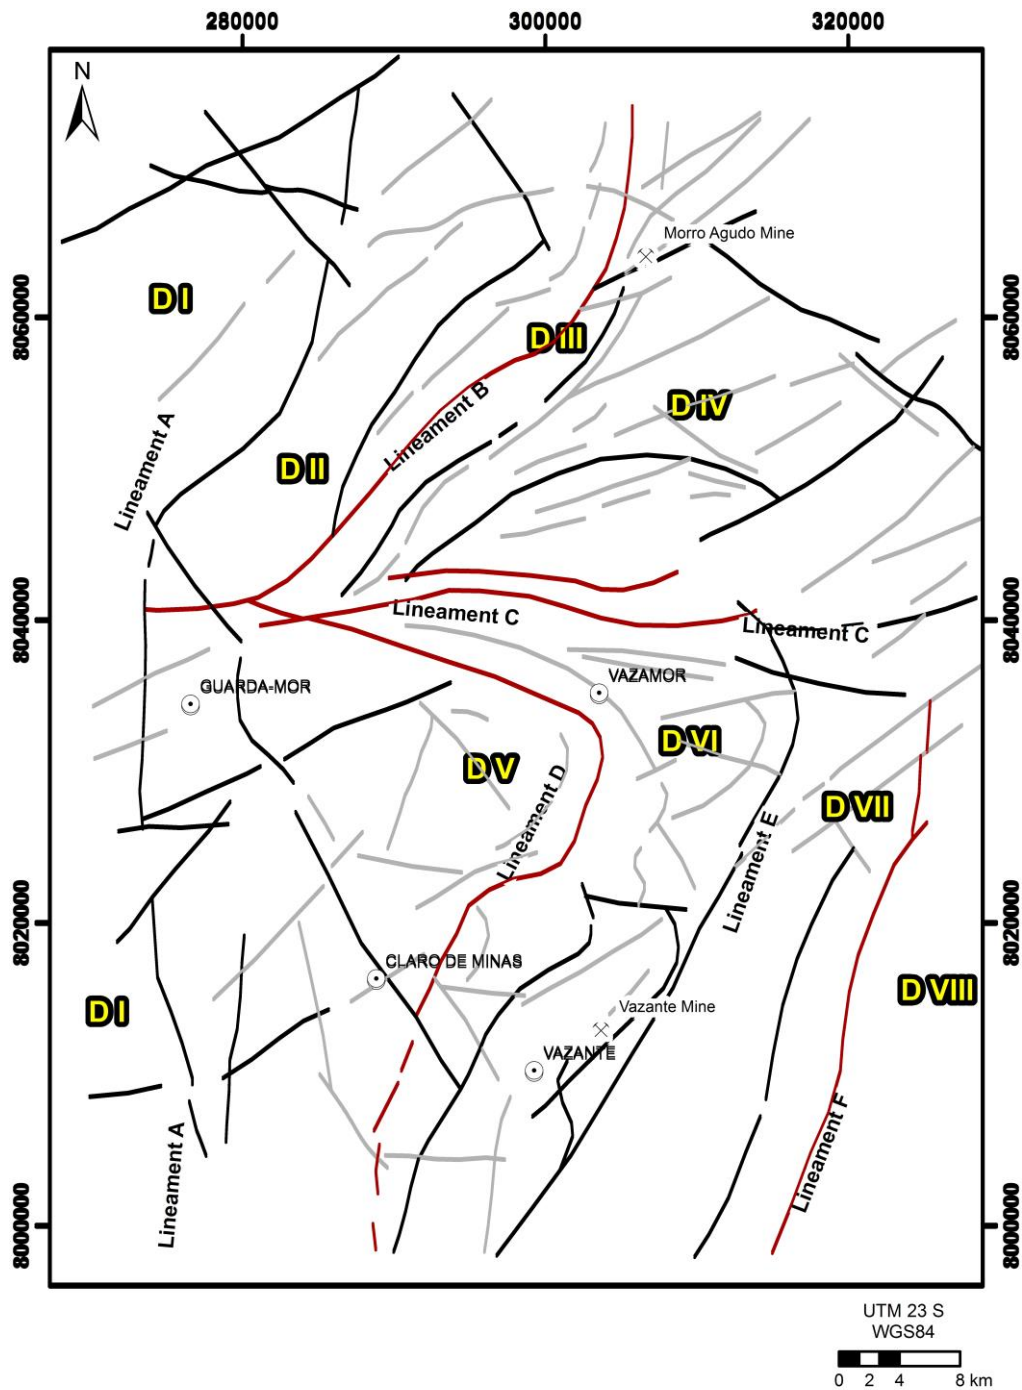 280000 300000 320000
N
Morro Agudo Mine
D I
8060000
8060000
D III
Lineament B
D IV
Lineament A
D II
8040000
Lineament C
Lineament C
8040000
GUARDA-MOR
VAZAMOR
D V
D VI
Lineament D
D VII
Lineament E
8020000
8020000
CLARO DE MINAS
D I
D VIII
Vazante Mine
VAZANTE
Lineament A
Lineament F
8000000
8000000
UTM 23 S
WGS84
0 2 4 8 km